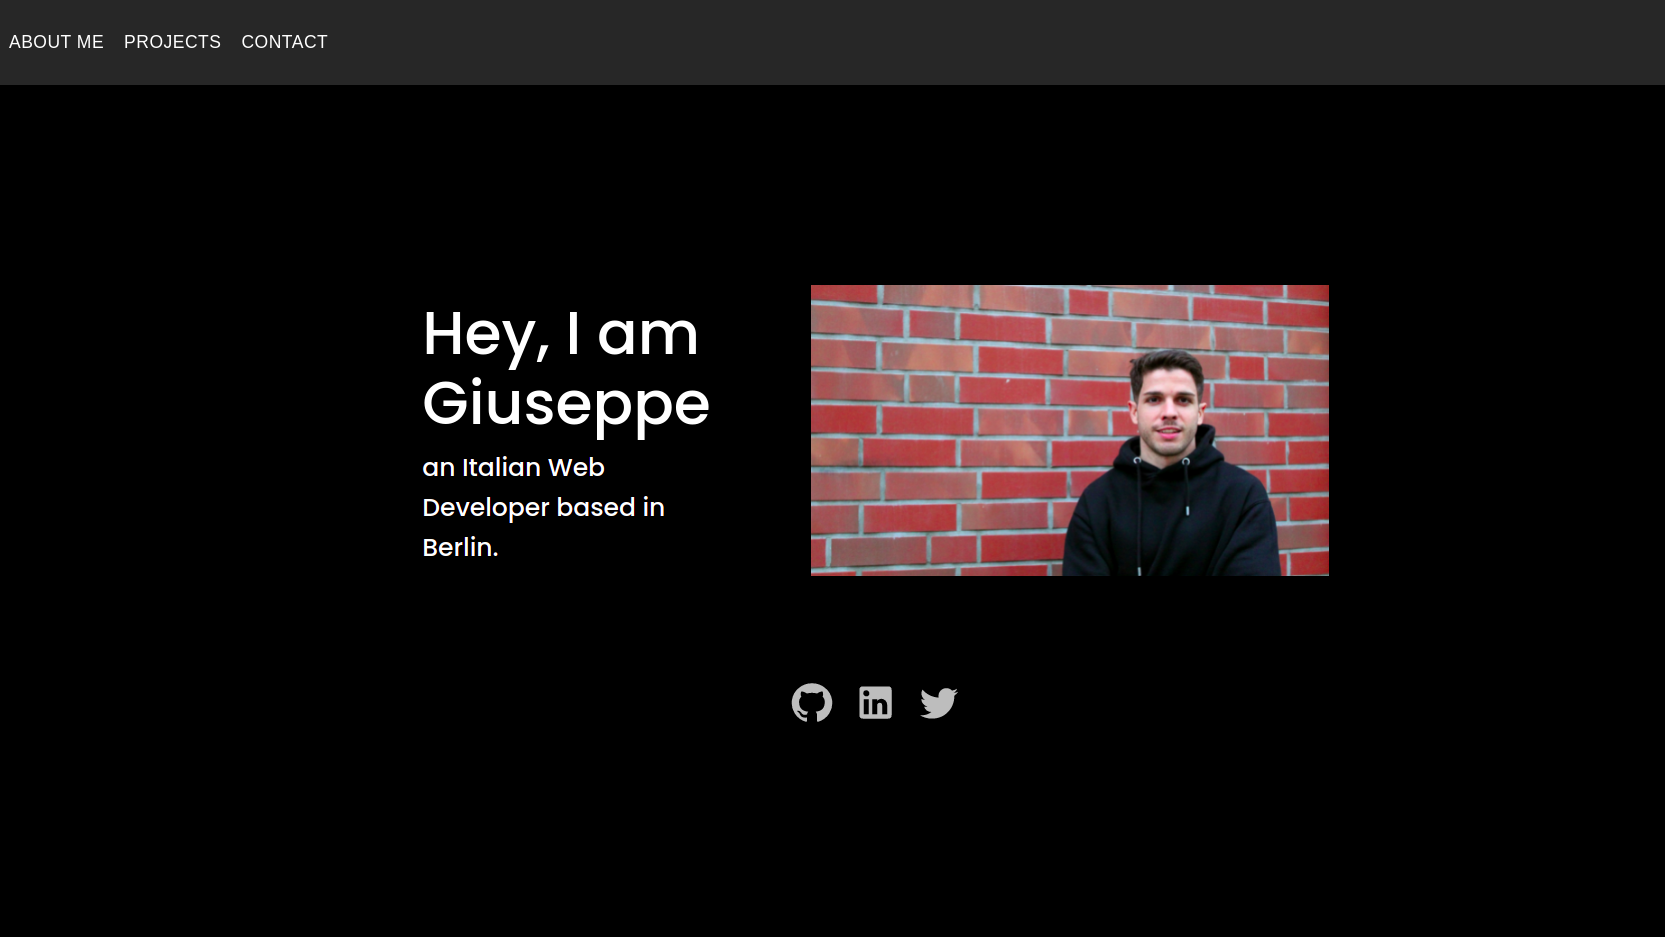 ABOUT ME PROJECTS CONTACT
Hey, I am
Giuseppe
an Italian Web
Developer based in
Berlin.